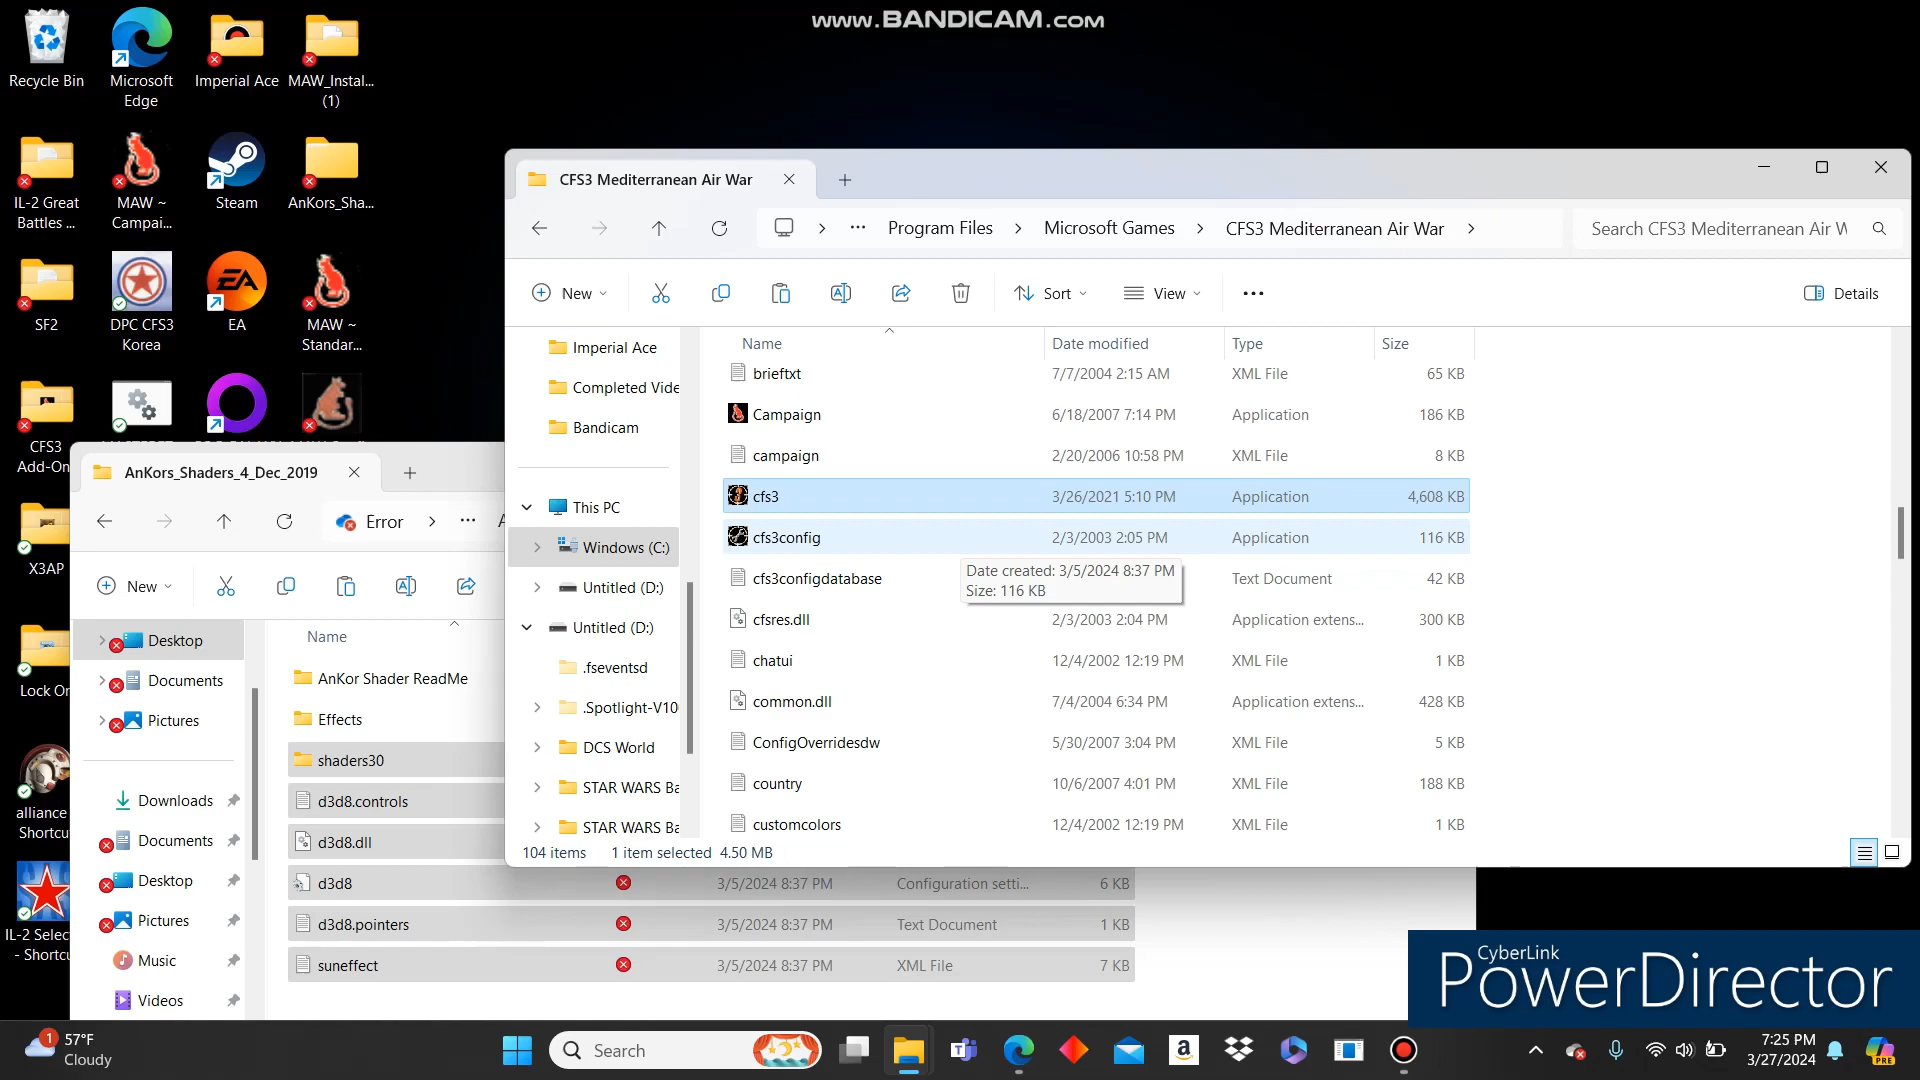 www.BANDICAM.com
Recycle Bin
Microsoft
Edge
Imperial Ace
MAW_Instal...
(1)
IL-2 Great
Battles ...
MAW ~
Campai...
Steam
AnKors_Sha...
SF2
DPC CFS3
Korea
EA
MAW ~
Standar...
CFS3
Add-On
X3AP
Lock On
alliance
Shortcu
IL-2 Selec
- Shortcu
CFS3 Mediterranean Air War
Program Files
Microsoft Games
CFS3 Mediterranean Air War
Search CFS3 Mediterranean Air W
New
Sort
View
Details
Imperial Ace
Completed Vide
Bandicam
This PC
Windows (C:)
Untitled (D:)
Untitled (D:)
.fseventsd
.Spotlight-V10
DCS World
STAR WARS Ba
STAR WARS Ba
Name Date modified Type Size
brieftxt 7/7/2004 2:15 AM XML File 65 KB
Campaign 6/18/2007 7:14 PM Application 186 KB
campaign 2/20/2006 10:58 PM XML File 8 KB
cfs3 3/26/2021 5:10 PM Application 4,608 KB
cfs3config 2/3/2003 2:05 PM Application 116 KB
cfs3configdatabase Text Document 42 KB
Date created: 3/5/2024 8:37 PM
Size: 116 KB
cfsres.dll 2/3/2003 2:04 PM Application extens... 300 KB
chatui 12/4/2002 12:19 PM XML File 1 KB
common.dll 7/4/2004 6:34 PM Application extens... 428 KB
ConfigOverridesdw 5/30/2007 3:04 PM XML File 5 KB
country 10/6/2007 4:01 PM XML File 188 KB
customcolors 12/4/2002 12:19 PM XML File 1 KB
104 items 1 item selected 4.50 MB
AnKors_Shaders_4_Dec_2019
Error
New
Desktop
Documents
Pictures
Downloads
Documents
Desktop
Pictures
Music
Videos
Name
AnKor Shader ReadMe
Effects
shaders30
d3d8.controls
d3d8.dll
d3d8 3/5/2024 8:37 PM Configuration setti... 6 KB
d3d8.pointers 3/5/2024 8:37 PM Text Document 1 KB
suneffect 3/5/2024 8:37 PM XML File 7 KB
CyberLink
PowerDirector
1
57°F
Cloudy
Search
7:25 PM
3/27/2024
PRE